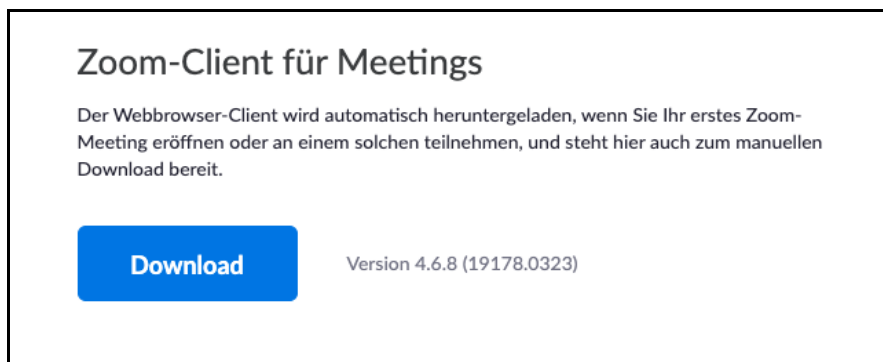 Zoom-Client für Meetings
Der Webbrowser-Client wird automatisch heruntergeladen, wenn Sie Ihr erstes Zoom-
Meeting eröffnen oder an einem solchen teilnehmen, und steht hier auch zum manuellen
Download bereit.
Download
Version 4.6.8 (19178.0323)